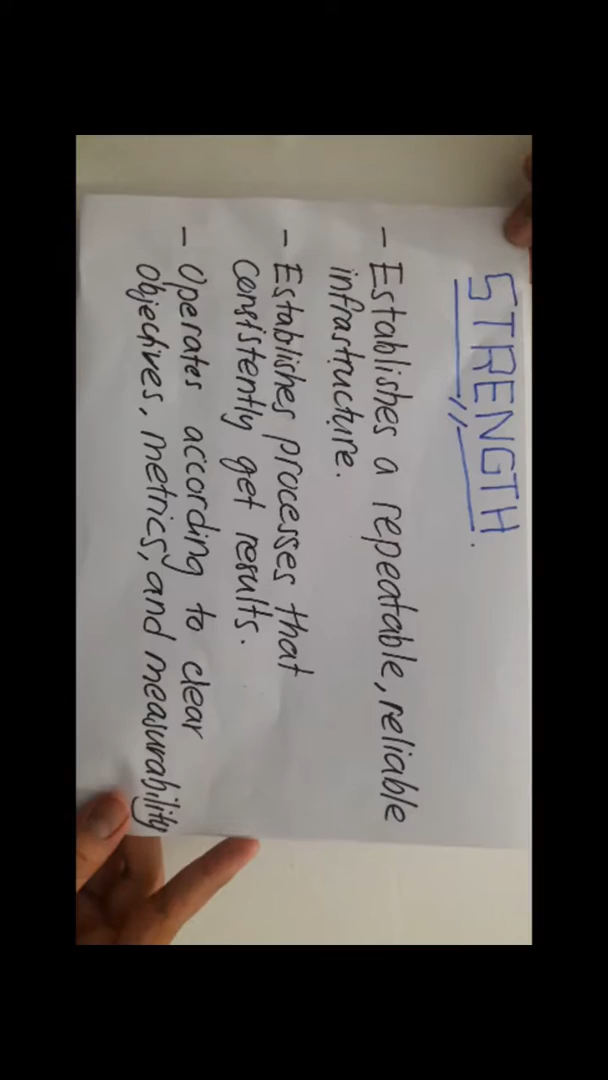 STRENGTH.
- Establishes a repeatable, reliable
infrastructure.
- Establishes processes that
consistently get results.
- Operates according to clear
objectives, metrics, and measurability